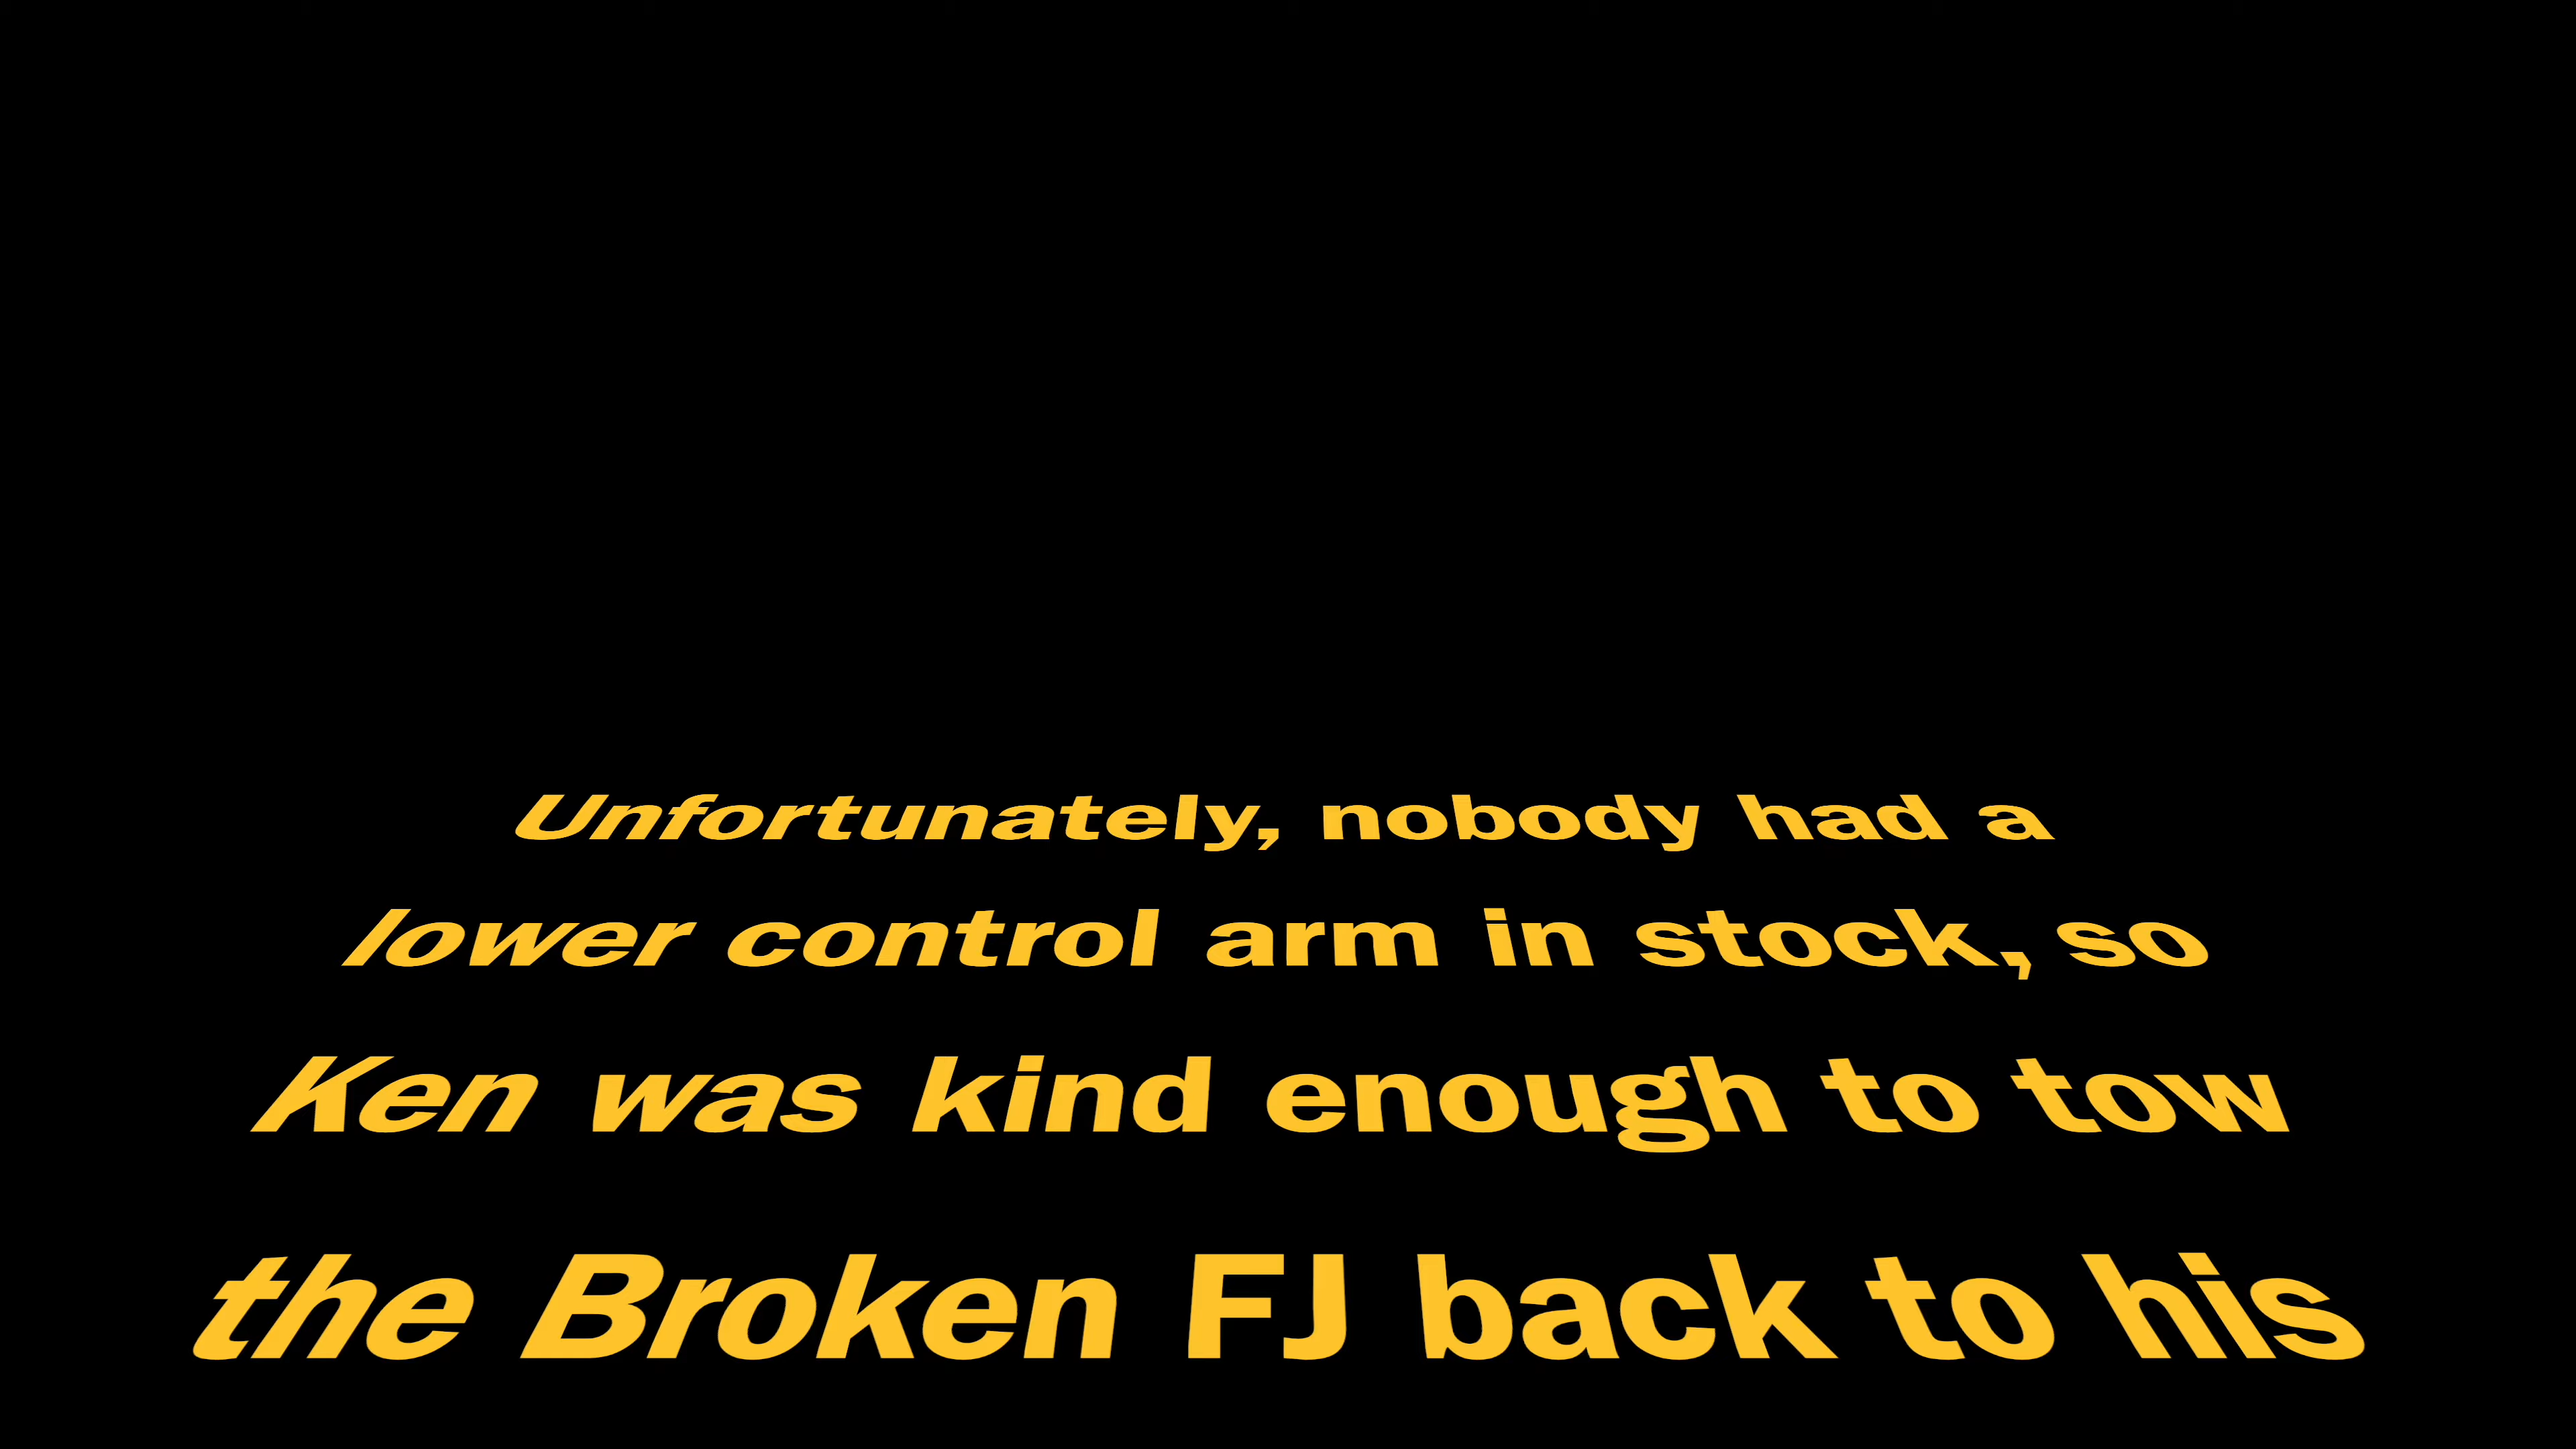 Unfortunately, nobody had a
lower control arm in stock, so
Ken was kind enough to tow
the Broken FJ back to his